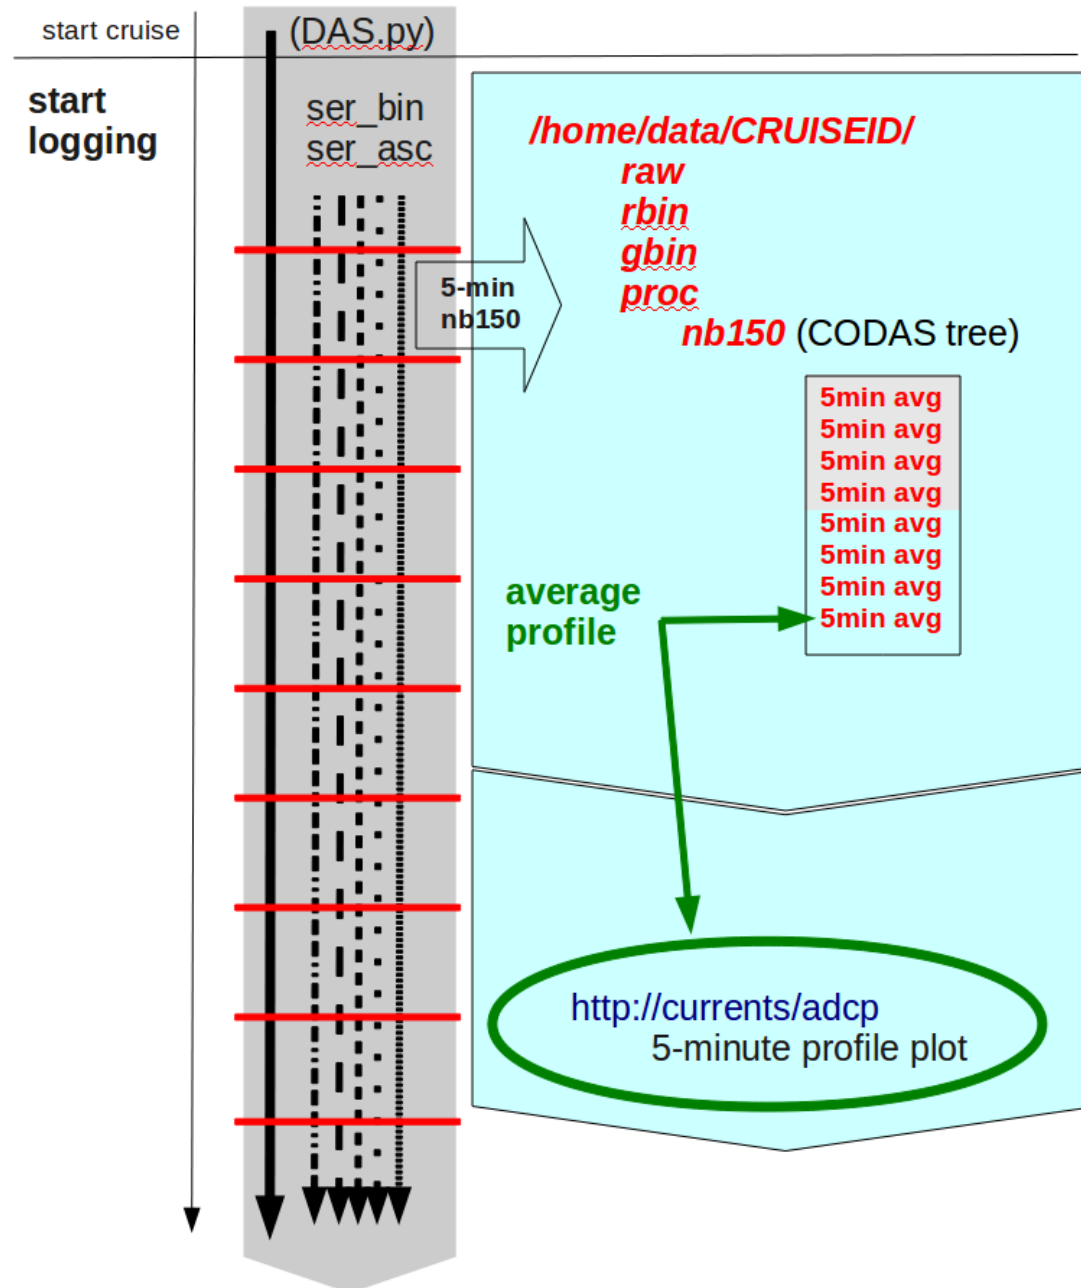 start cruise
(DAS.py)
start
logging
ser_bin
ser_asc
/home/data/CRUISEID/
raw
rbin
gbin
proc
nb150 (CODAS tree)
5-min
nb150
5min avg
5min avg
5min avg
5min avg
5min avg
5min avg
5min avg
5min avg
average
profile
http://currents/adcp
5-minute profile plot